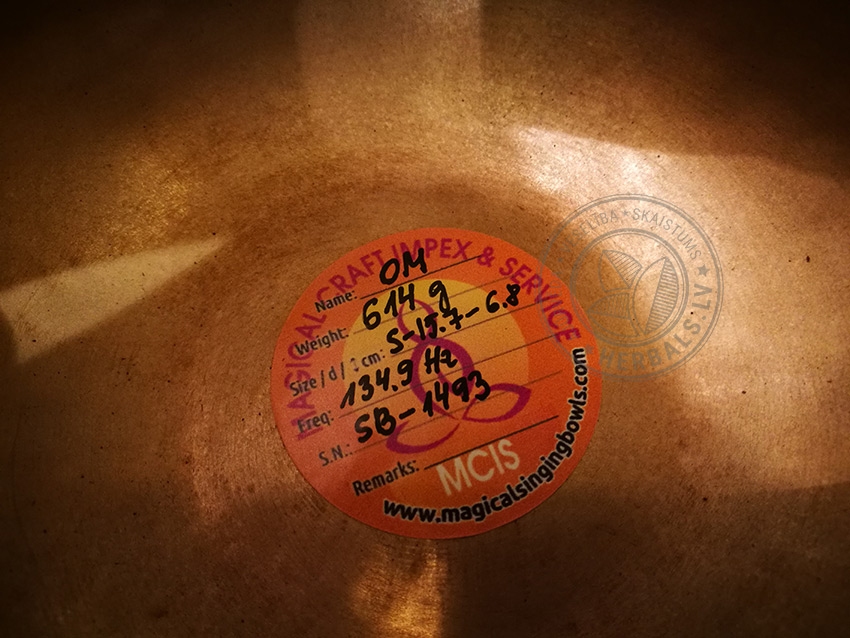 MAGICAL CRAFT IMPEX & SERVICE
Name: OM
Weight: 614 g
Size / d / cm: S-15.7-6.8
Freq: 134.9 Hz
S.N.: SB-1493
Remarks:
MCIS
www.magicalsingingbowls.com
SKAISTUMS
HERBALS.LV